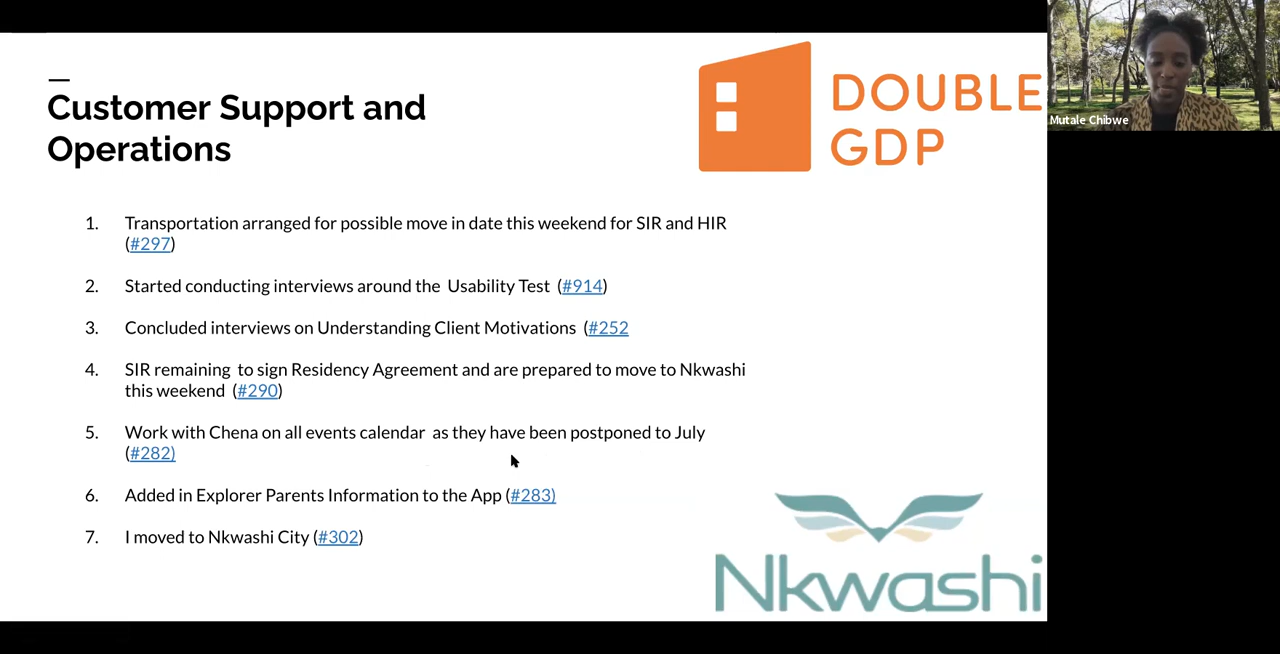 Customer Support and
Operations
DOUBLE
GDP
Mutale Chibwe
1. Transportation arranged for possible move in date this weekend for SIR and HIR
(#297)
2. Started conducting interviews around the Usability Test (#914)
3. Concluded interviews on Understanding Client Motivations (#252
4. SIR remaining to sign Residency Agreement and are prepared to move to Nkwashi
this weekend (#290)
5. Work with Chena on all events calendar as they have been postponed to July
(#282)
6. Added in Explorer Parents Information to the App (#283)
7. I moved to Nkwashi City (#302)
Nkwashi